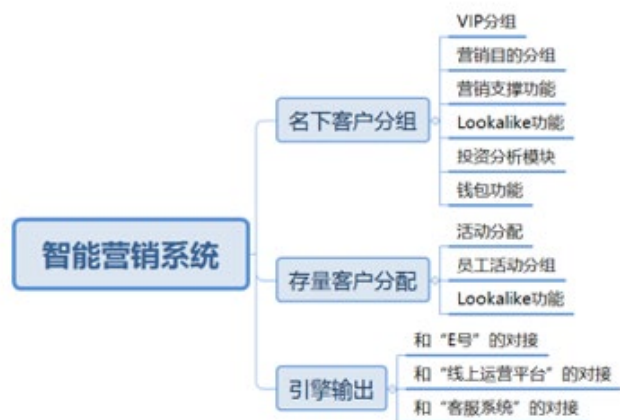 智能营销系统
名下客户分组
VIP分组
营销目的分组
营销支撑功能
Lookalike功能
投资分析模块
钱包功能
存量客户分配
活动分配
员工活动分组
Lookalike功能
引擎输出
和“E号”的对接
和“线上运营平台”的对接
和“客服系统”的对接